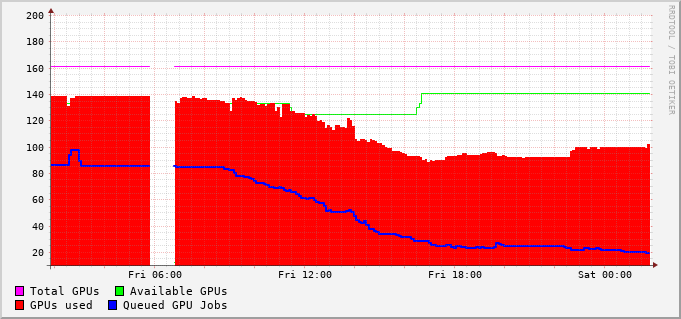 200
180
160
140
120
100
80
60
40
20
Fri 06:00 Fri 12:00 Fri 18:00 Sat 00:00
Total GPUs Available GPUs
GPUs used Queued GPU Jobs
RRDTOOL / TOBI OETIKER